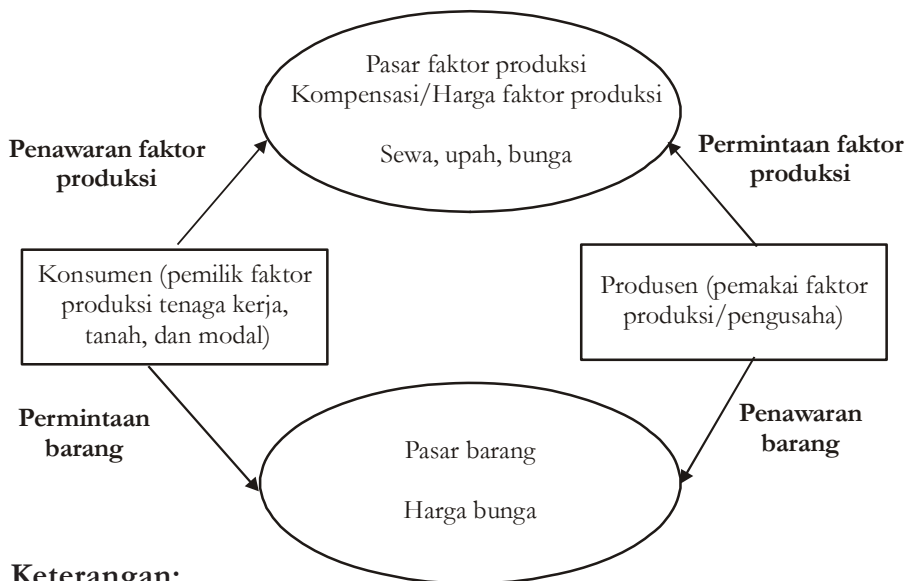 Pasar faktor produksi
Kompensasi/Harga faktor produksi
Sewa, upah, bunga
Penawaran faktor
produksi
Permintaan faktor
produksi
Konsumen (pemilik faktor
produksi tenaga kerja,
tanah, dan modal)
Produsen (pemakai faktor
produksi/pengusaha)
Permintaan
barang
Penawaran
barang
Pasar barang
Harga bunga
Keterangan: